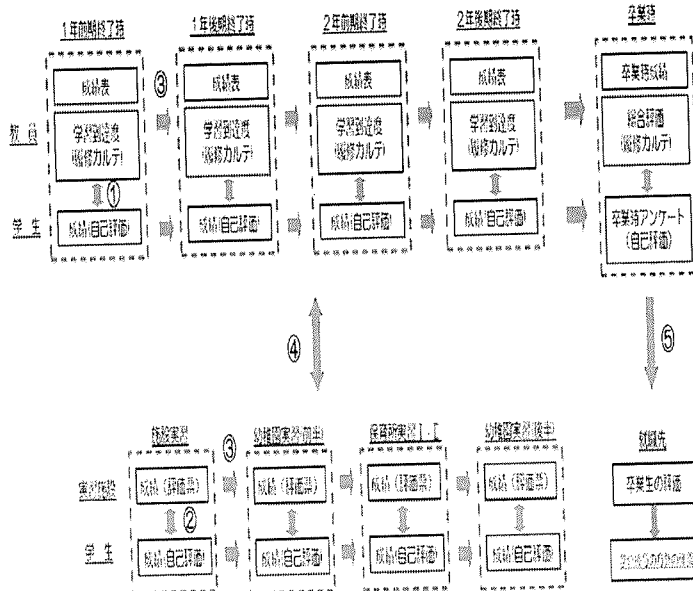 1年前期終了時
1年後期終了時
2年前期終了時
2年後期終了時
卒業時
教員
成績表
③
成績表
成績表
成績表
卒業時成績
学習到達度
(履修カルテ)
学習到達度
(履修カルテ)
学習到達度
(履修カルテ)
学習到達度
(履修カルテ)
総合評価
(履修カルテ)
①
学生
成績(自己評価)
成績(自己評価)
成績(自己評価)
成績(自己評価)
卒業時アンケート
(自己評価)
④
⑤
施設実習
③
幼稚園実習(前半)
保育所実習Ⅰ、Ⅱ
幼稚園実習(後半)
就職先
実習施設
成績(評価票)
成績(評価票)
成績(評価票)
成績(評価票)
卒業生の評価
②
学生
成績(自己評価)
成績(自己評価)
成績(自己評価)
成績(自己評価)